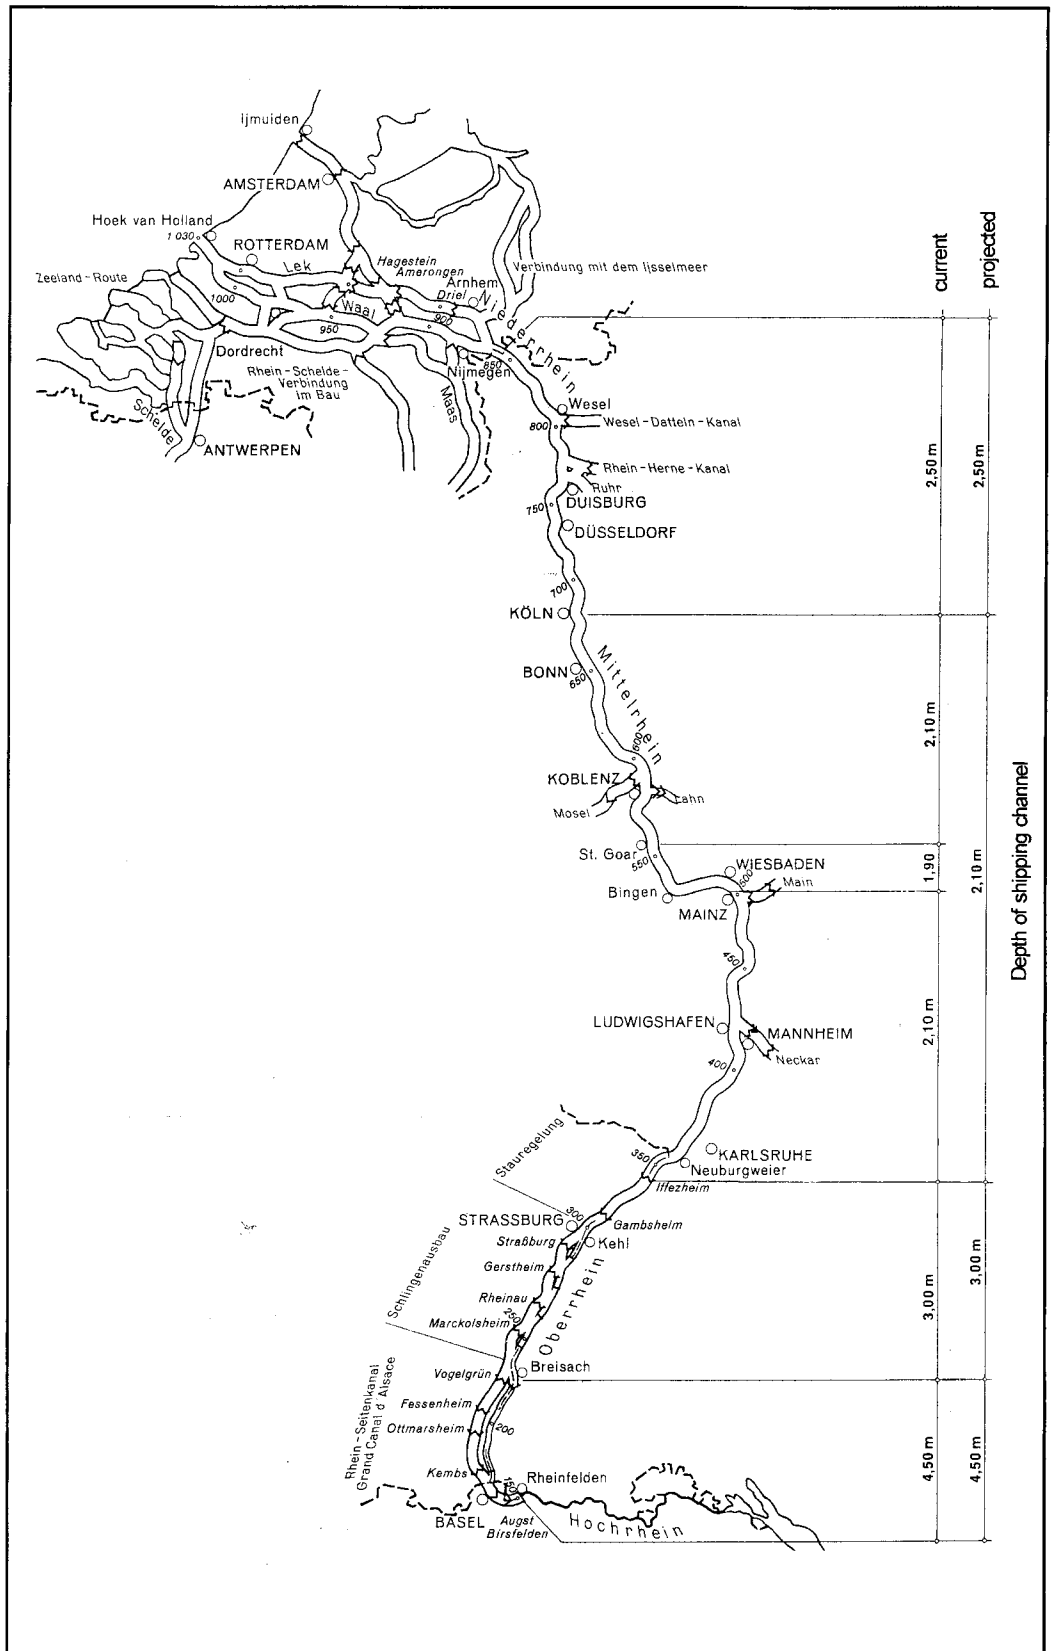 Ijmuiden
AMSTERDAM
Hoek van Holland
1 030
ROTTERDAM
Lek
Hagestein
Amerongen
Arnhem
Driel
Verbindung mit dem Ijsselmeer
Zeeland-Route
1000
Waal
950
900
Niederrhein
Dordrecht
850
Nijmegen
Rhein-Schelde-
Verbindung
im Bau
Maas
Schelde
ANTWERPEN
Wesel
800
Wesel-Datteln-Kanal
Rhein-Herne-Kanal
Ruhr
DUISBURG
750
DÜSSELDORF
700
KÖLN
BONN
650
Mittelrhein
600
KOBLENZ
Mosel
Lahn
St. Goar
550
WIESBADEN
500
Main
Bingen
MAINZ
450
LUDWIGSHAFEN
MANNHEIM
Neckar
400
Stauregelung
350
KARLSRUHE
Neuburgweier
Iffezheim
300
STRASSBURG
Gambsheim
Straßburg
Kehl
Gerstheim
Schlingenausbau
Rheinau
250
Marckolsheim
Oberrhein
Breisach
Vogelgrün
Fessenheim
Ottmarsheim
200
Rhein-Seitenkanal
Grand Canal d'Alsace
Kembs
150
Rheinfelden
BASEL
Augst
Birsfelden
Hochrhein
current
projected
2,50 m
2,50 m
2,10 m
1,90
2,10 m
2,10 m
3,00 m
3,00 m
4,50 m
4,50 m
Depth of shipping channel